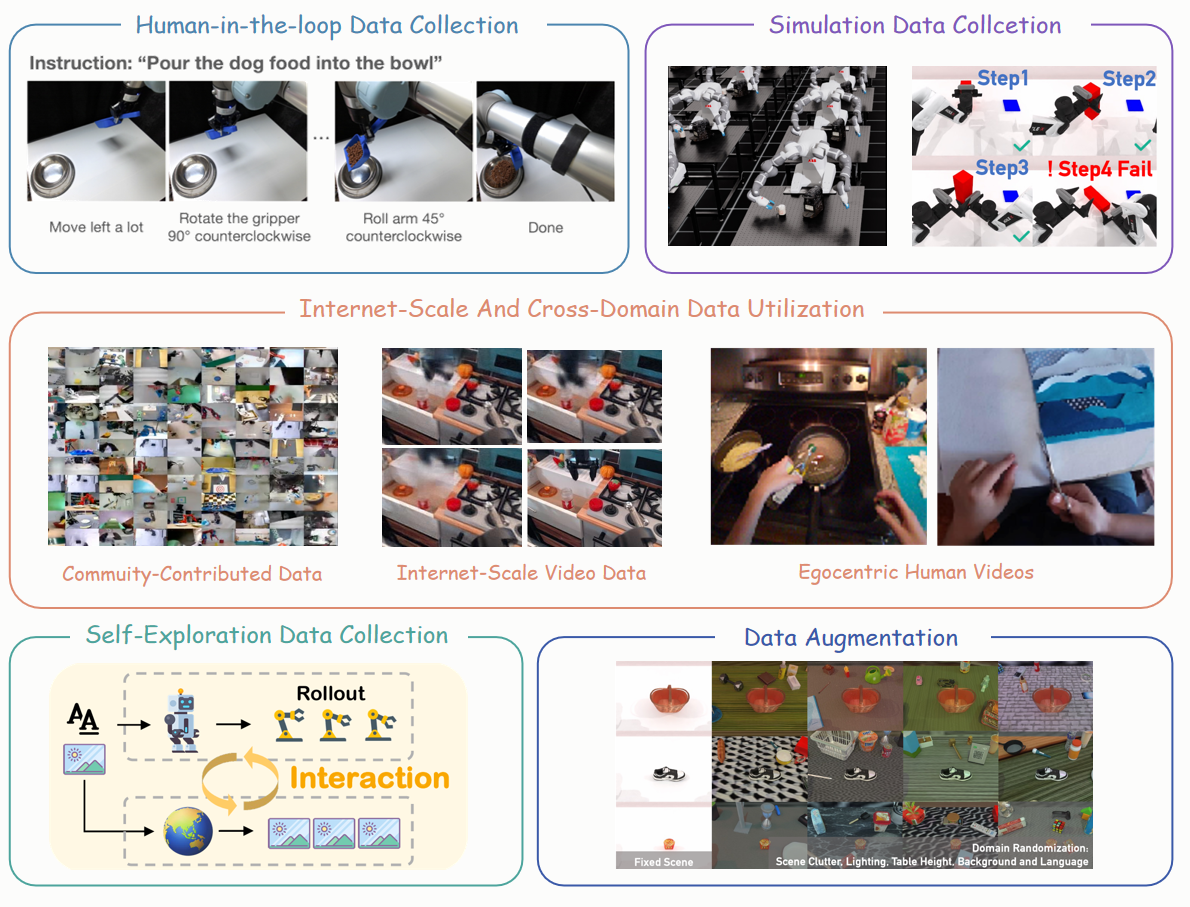 Human-in-the-loop Data Collection
Instruction: “Pour the dog food into the bowl”
...
Move left a lot
Rotate the gripper
90° counterclockwise
Roll arm 45°
counterclockwise
Done
Simulation Data Collcetion
Step1
Step2
Step3
! Step4 Fail
Internet-Scale And Cross-Domain Data Utilization
Commuity-Contributed Data
Internet-Scale Video Data
Egocentric Human Videos
Self-Exploration Data Collection
AA
Rollout
Interaction
Data Augmentation
Fixed Scene
Domain Randomization:
Scene Clutter, Lighting, Table Height, Background and Language